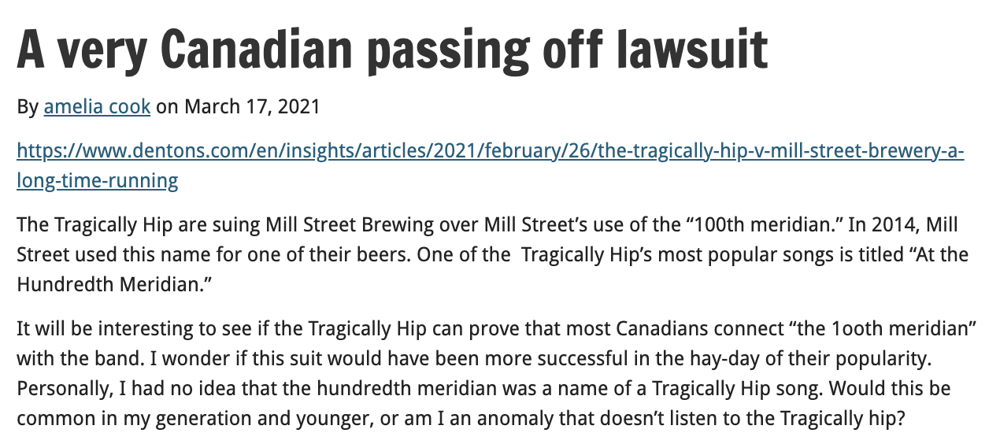 A very Canadian passing off lawsuit
By amelia cook on March 17, 2021
https://www.dentons.com/en/insights/articles/2021/february/26/the-tragically-hip-v-mill-street-brewery-a-
long-time-running
The Tragically Hip are suing Mill Street Brewing over Mill Street’s use of the “100th meridian.” In 2014, Mill
Street used this name for one of their beers. One of the  Tragically Hip’s most popular songs is titled “At the
Hundredth Meridian.”
It will be interesting to see if the Tragically Hip can prove that most Canadians connect “the 1ooth meridian”
with the band. I wonder if this suit would have been more successful in the hay-day of their popularity.
Personally, I had no idea that the hundredth meridian was a name of a Tragically Hip song. Would this be
common in my generation and younger, or am I an anomaly that doesn’t listen to the Tragically hip?